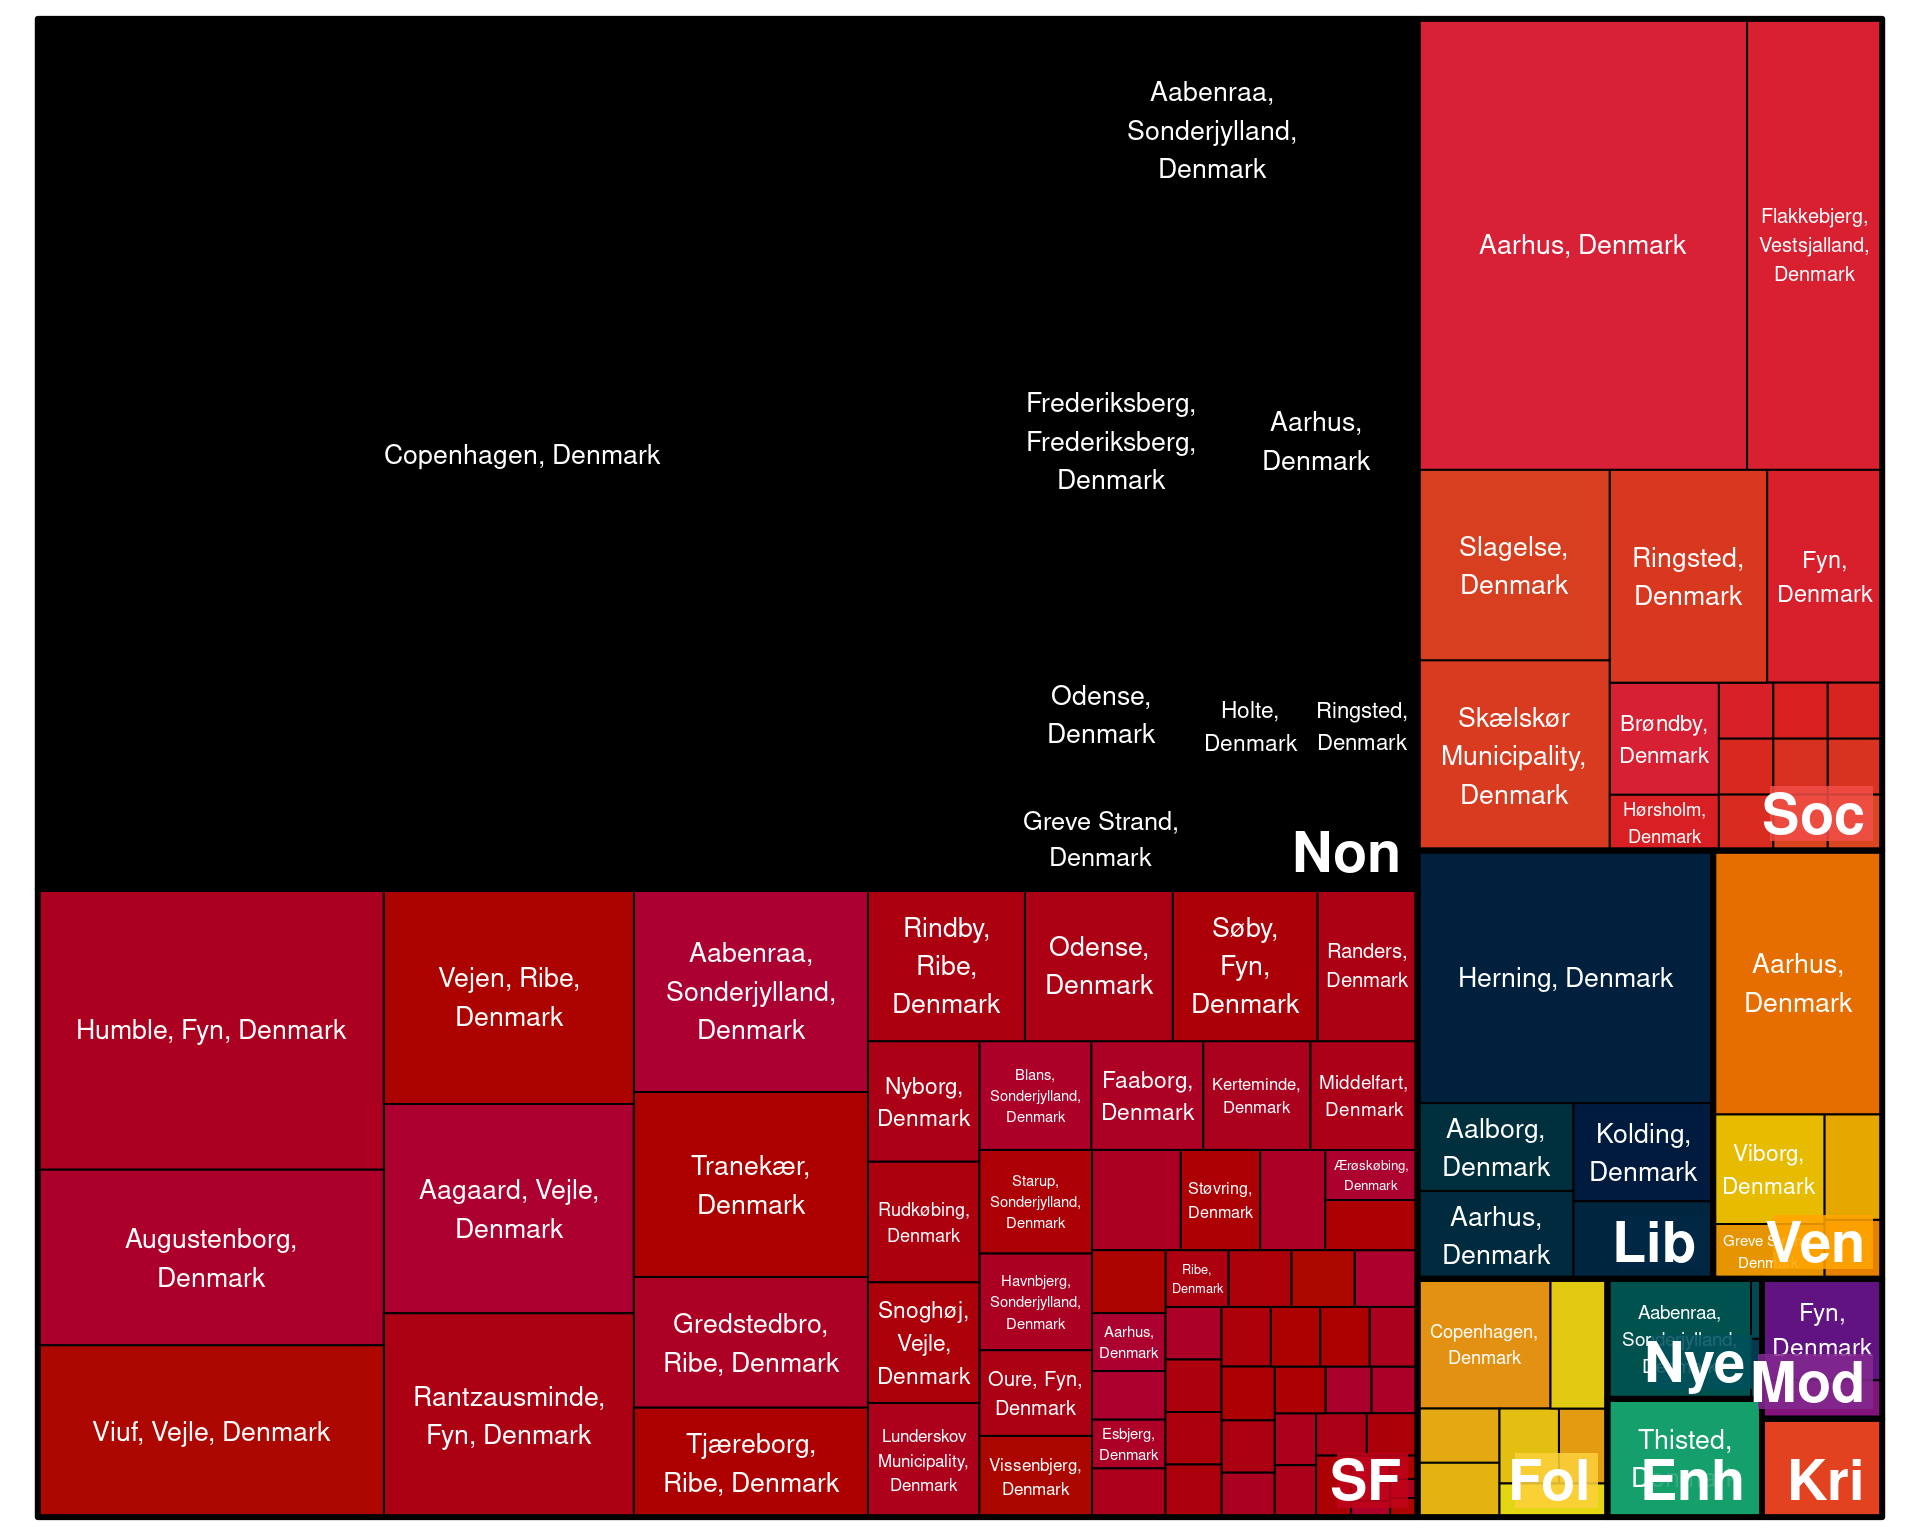 Aabenraa,
Sonderjylland,
Denmark
Copenhagen, Denmark
Frederiksberg,
Frederiksberg,
Denmark
Aarhus,
Denmark
Odense,
Denmark
Holte,
Denmark
Ringsted,
Denmark
Greve Strand,
Denmark
Non
Aarhus, Denmark
Flakkebjerg,
Vestsjalland,
Denmark
Slagelse,
Denmark
Ringsted,
Denmark
Fyn,
Denmark
Skælskør
Municipality,
Denmark
Brøndby,
Denmark
Hørsholm,
Denmark
Soc
Humble, Fyn, Denmark
Augustenborg,
Denmark
Viuf, Vejle, Denmark
Vejen, Ribe,
Denmark
Aagaard, Vejle,
Denmark
Rantzausminde,
Fyn, Denmark
Aabenraa,
Sonderjylland,
Denmark
Tranekær,
Denmark
Gredstedbro,
Ribe, Denmark
Tjæreborg,
Ribe, Denmark
Rindby,
Ribe,
Denmark
Odense,
Denmark
Søby,
Fyn,
Denmark
Randers,
Denmark
Nyborg,
Denmark
Blans,
Sonderjylland,
Denmark
Faaborg,
Denmark
Kerteminde,
Denmark
Middelfart,
Denmark
Rudkøbing,
Denmark
Starup,
Sonderjylland,
Denmark
Støvring,
Denmark
Ærøskøbing,
Denmark
Snoghøj,
Vejle,
Denmark
Havnbjerg,
Sonderjylland,
Denmark
Ribe,
Denmark
Aarhus,
Denmark
Lunderskov
Municipality,
Denmark
Oure, Fyn,
Denmark
Vissenbjerg,
Denmark
Esbjerg,
Denmark
SF
Herning, Denmark
Aalborg,
Denmark
Kolding,
Denmark
Aarhus,
Denmark
Lib
Aarhus,
Denmark
Viborg,
Denmark
Greve
Ven
Copenhagen,
Denmark
Fol
Aabenraa,
Sonderjylland,
Nye
Fyn,
Denmark
Mod
Thisted,
Enh
Kri